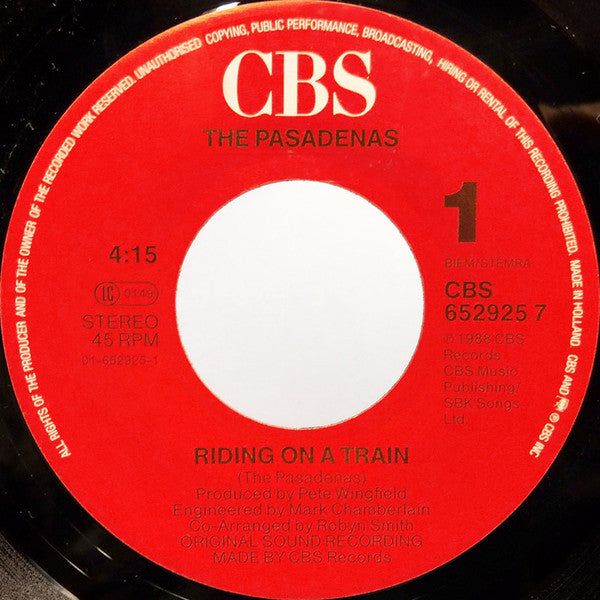 ALL RIGHTS OF THE PRODUCER AND OF THE OWNER OF THE RECORDED WORK RESERVED. UNAUTHORISED COPYING, PUBLIC PERFORMANCE, BROADCASTING, HIRING OR RENTAL OF THIS RECORDING PROHIBITED. MADE IN HOLLAND CBS AND ℗ CBS INC
CBS
THE PASADENAS
1
4:15
BIEM/STEMRA
LC 0149
CBS
652925 7
STEREO
45 RPM
01-652925-1
℗ 1988 CBS
Records
CBS Music
Publishing/
SBK Songs
Ltd.
RIDING ON A TRAIN
(The Pasadenas)
Produced by Pete Wingfield
Engineered by Mark Chamberlain
Co-Arranged by Robyn Smith
ORIGINAL SOUND RECORDING
MADE BY CBS Records